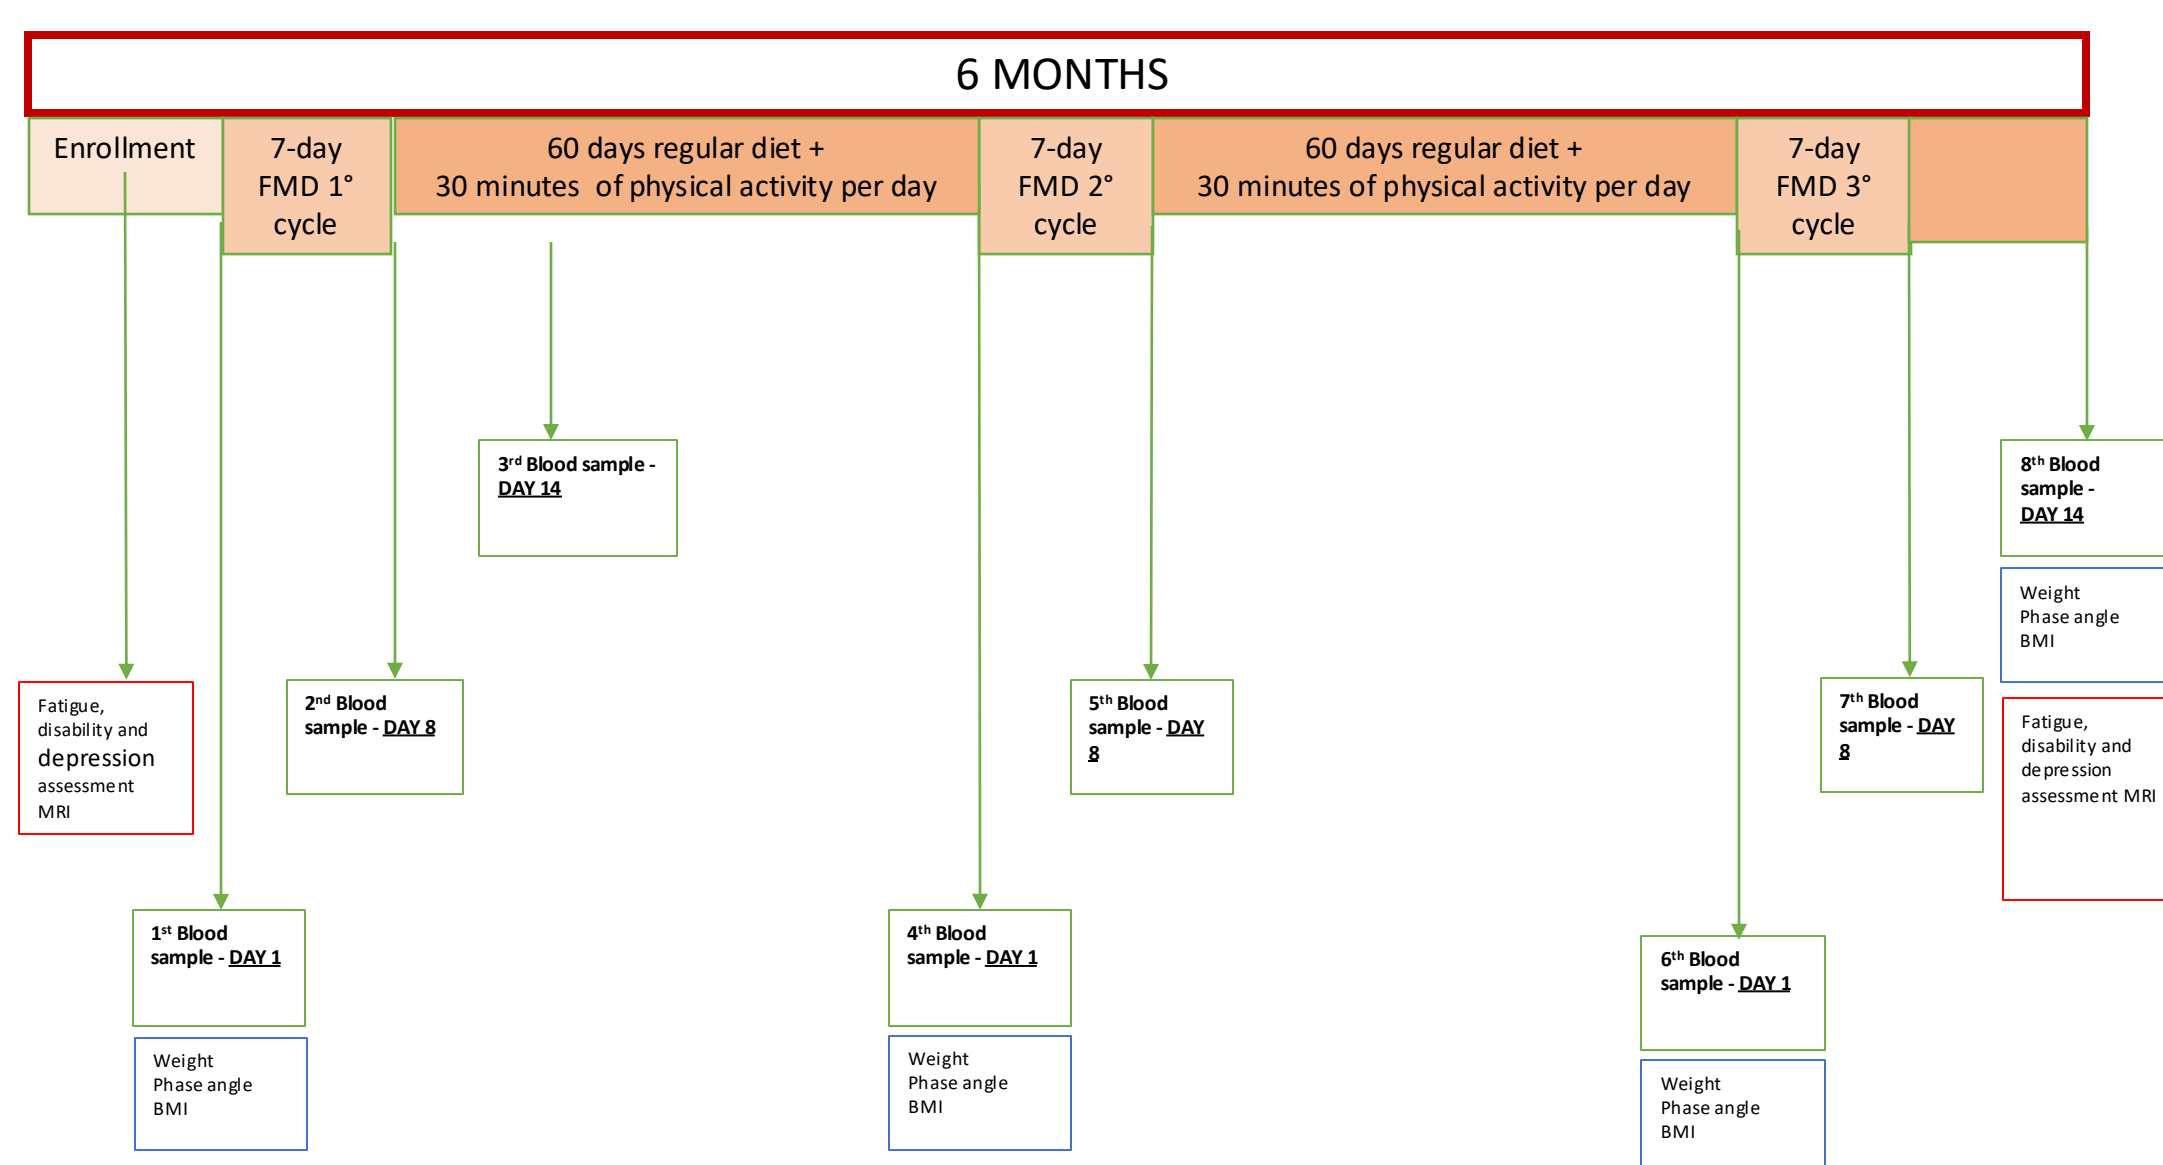 6 MONTHS
Enrollment
7-day
FMD 1°
cycle
60 days regular diet +
30 minutes of physical activity per day
7-day
FMD 2°
cycle
60 days regular diet +
30 minutes of physical activity per day
7-day
FMD 3°
cycle
3rd Blood sample -
DAY 14
8th Blood
sample -
DAY 14
Weight
Phase angle
BMI
Fatigue,
disability and
depression
assessment
MRI
2nd Blood
sample - DAY 8
5th Blood
sample - DAY
8
7th Blood
sample - DAY
8
Fatigue,
disability and
depression
assessment MRI
1st Blood
sample - DAY 1
Weight
Phase angle
BMI
4th Blood
sample - DAY 1
Weight
Phase angle
BMI
6th Blood
sample - DAY 1
Weight
Phase angle
BMI